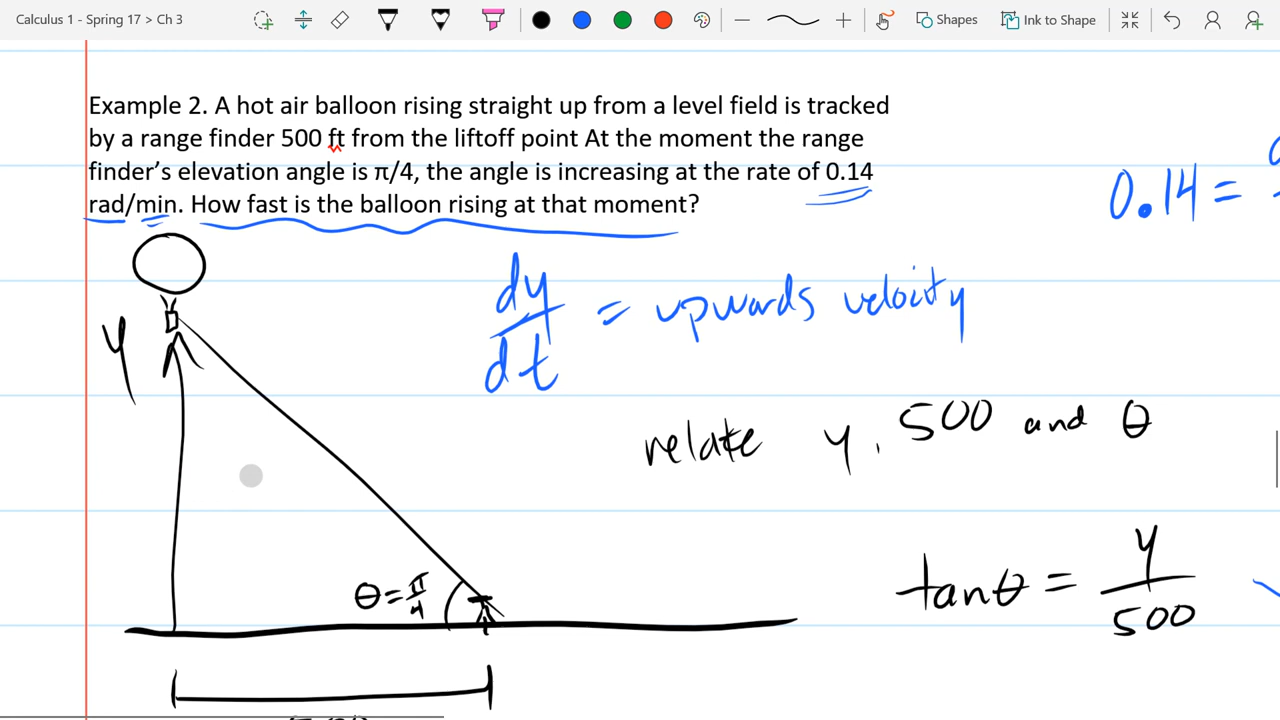 Calculus 1 - Spring 17 > Ch 3
Shapes
Ink to Shape
Example 2. A hot air balloon rising straight up from a level field is tracked
by a range finder 500 ft from the liftoff point At the moment the range
finder’s elevation angle is π/4, the angle is increasing at the rate of 0.14
rad/min. How fast is the balloon rising at that moment?
0.14 =
dy/dt = upwards velocity
y
relate y, 500 and θ
θ = π/4
tanθ = y/500